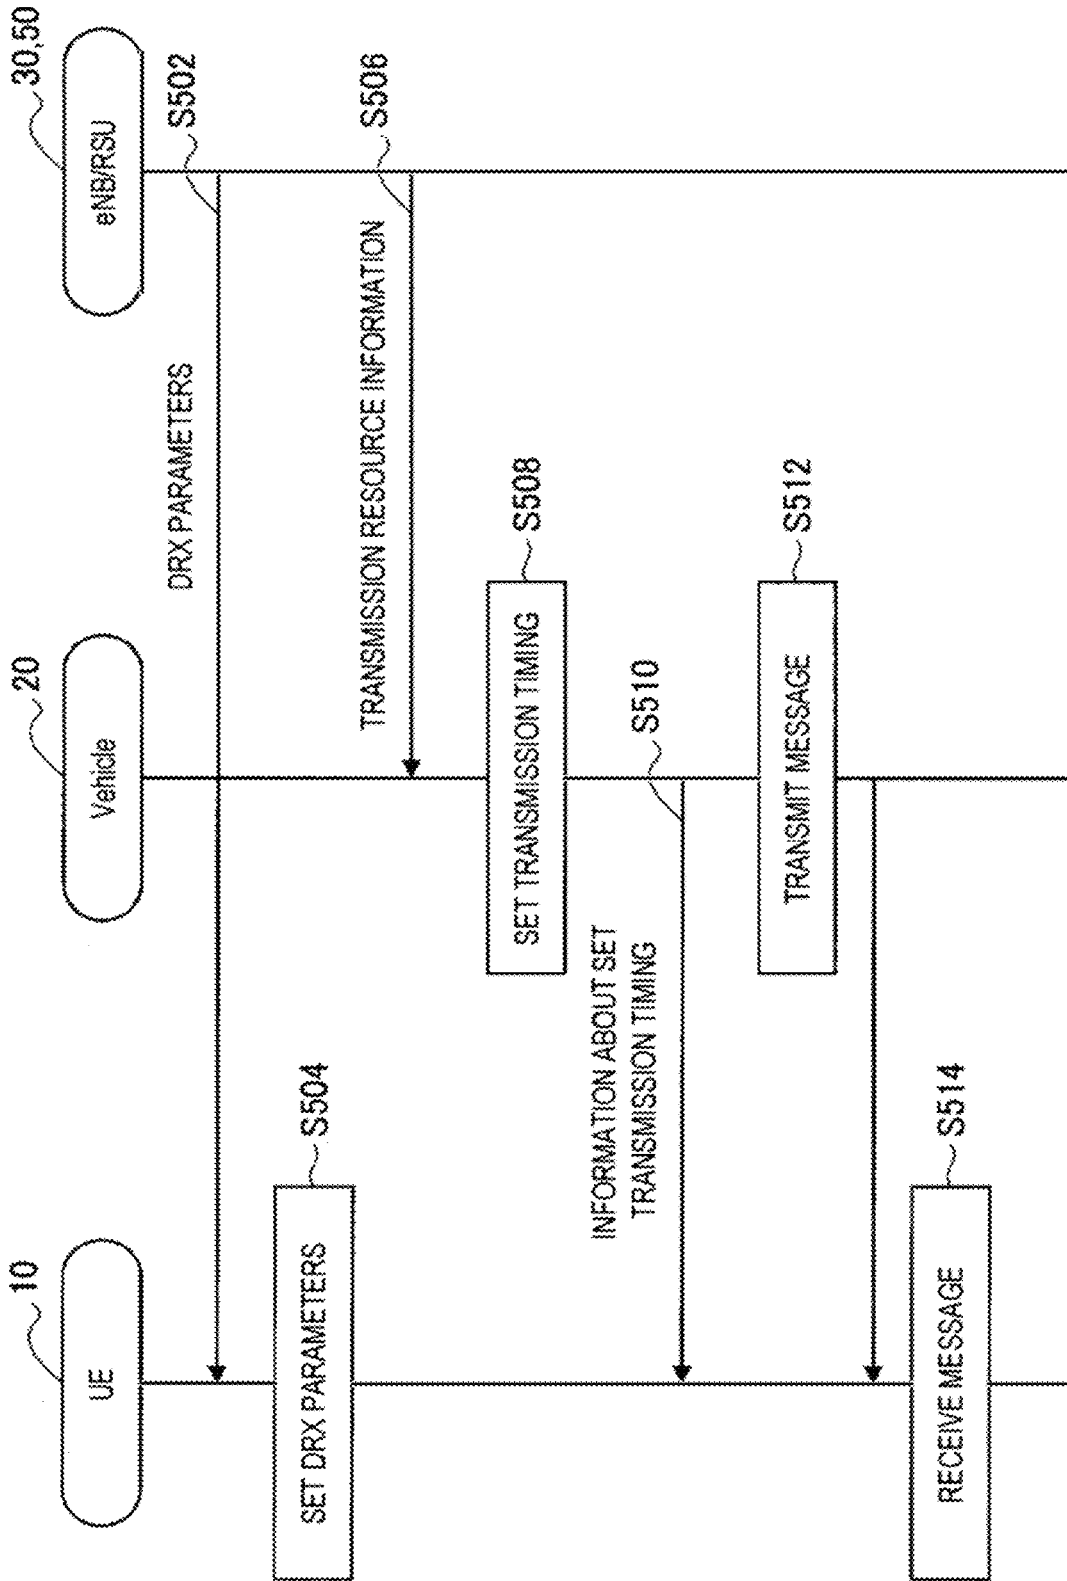 10
UE
20
Vehicle
30,50
eNB/RSU
DRX PARAMETERS
S502
SET DRX PARAMETERS
S504
TRANSMISSION RESOURCE INFORMATION
S506
SET TRANSMISSION TIMING
S508
INFORMATION ABOUT SET
TRANSMISSION TIMING
S510
TRANSMIT MESSAGE
S512
RECEIVE MESSAGE
S514